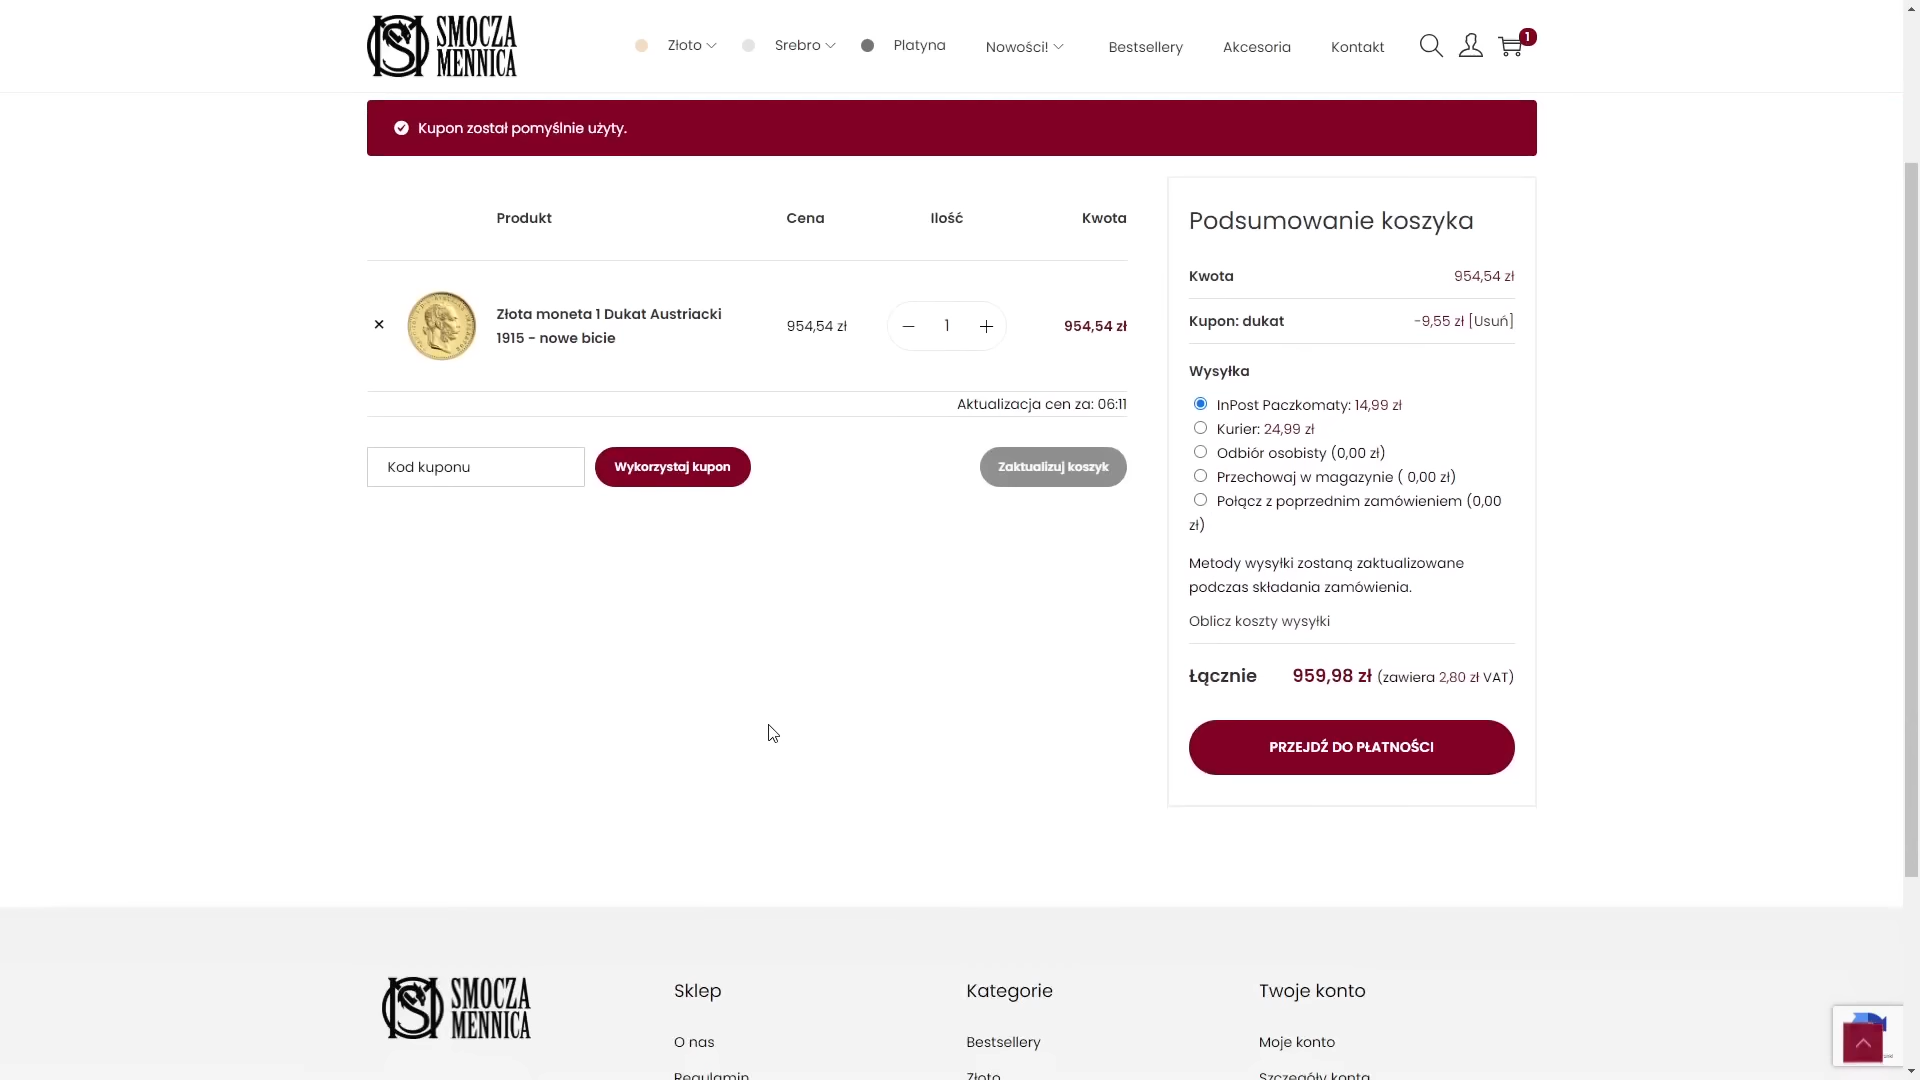 SMOCZA
MENNICA
Złoto
Srebro
Platyna
Nowości!
Bestsellery
Akcesoria
Kontakt
1
Kupon został pomyślnie użyty.
Produkt
Cena
Ilość
Kwota
Złota moneta 1 Dukat Austriacki
1915 - nowe bicie
954,54 zł
1
954,54 zł
Aktualizacja cen za: 06:11
Kod kuponu
Wykorzystaj kupon
Zaktualizuj koszyk
Podsumowanie koszyka
Kwota 954,54 zł
Kupon: dukat -9,55 zł [Usuń]
Wysyłka
InPost Paczkomaty: 14,99 zł
Kurier: 24,99 zł
Odbiór osobisty (0,00 zł)
Przechowaj w magazynie ( 0,00 zł)
Połącz z poprzednim zamówieniem (0,00
zł)
Metody wysyłki zostaną zaktualizowane
podczas składania zamówienia.
Oblicz koszty wysyłki
Łącznie 959,98 zł (zawiera 2,80 zł VAT)
PRZEJDŹ DO PŁATNOŚCI
SMOCZA
MENNICA
Sklep
O nas
Regulamin
Kategorie
Bestsellery
Złoto
Twoje konto
Moje konto
Szczegóły konta